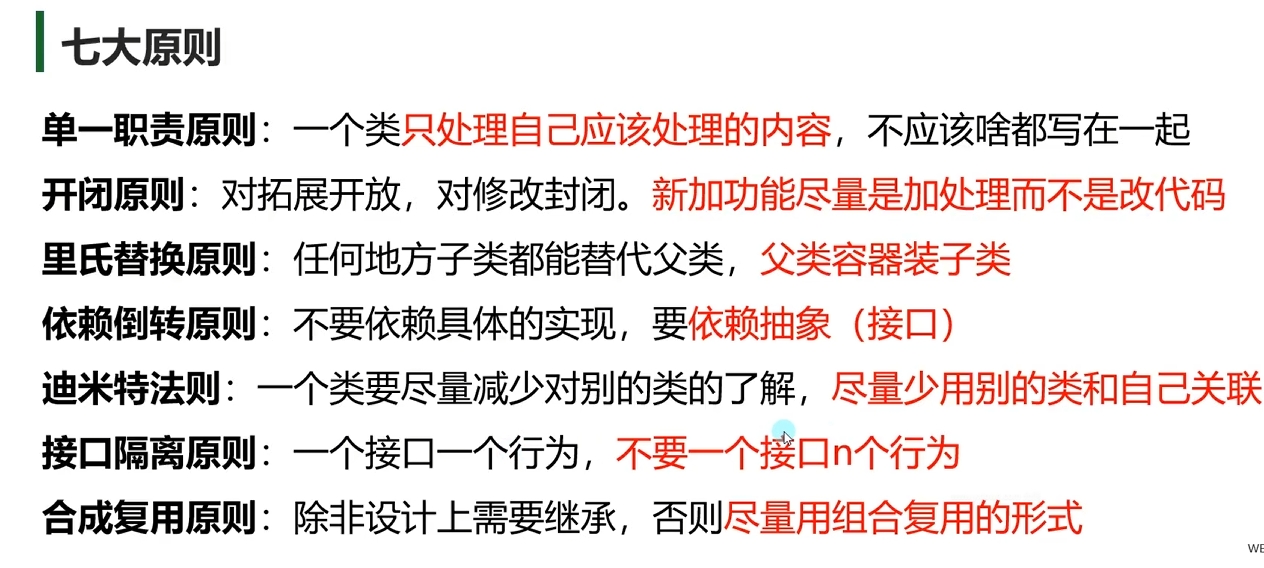 七大原则
单一职责原则：一个类只处理自己应该处理的内容，不应该啥都写在一起
开闭原则：对拓展开放，对修改封闭。新加功能尽量是加处理而不是改代码
里氏替换原则：任何地方子类都能替代父类，父类容器装子类
依赖倒转原则：不要依赖具体的实现，要依赖抽象（接口）
迪米特法则：一个类要尽量减少对别的类的了解，尽量少用别的类和自己关联
接口隔离原则：一个接口一个行为，不要一个接口n个行为
合成复用原则：除非设计上需要继承，否则尽量用组合复用的形式